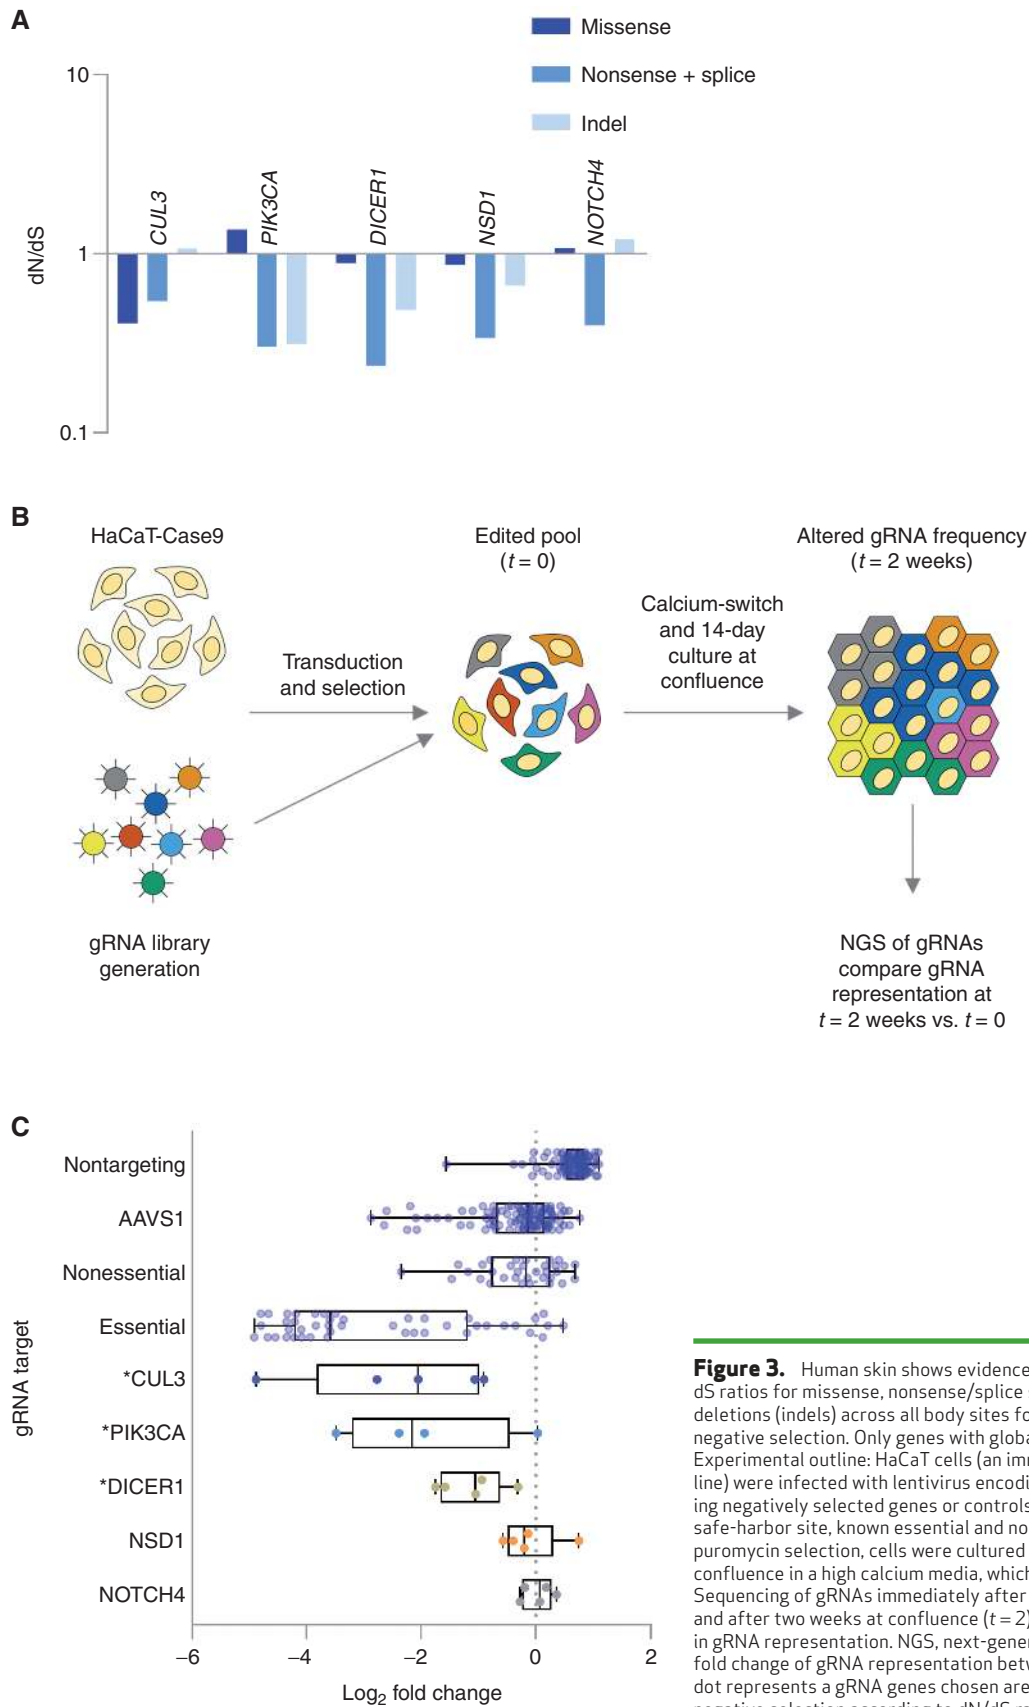 A
Missense
Nonsense + splice
Indel
10
1
0.1
dN/dS
CUL3
PIK3CA
DICER1
NSD1
NOTCH4
B
HaCaT-Case9
Edited pool
(t = 0)
Altered gRNA frequency
(t = 2 weeks)
Transduction
and selection
Calcium-switch
and 14-day
culture at
confluence
gRNA library
generation
NGS of gRNAs
compare gRNA
representation at
t = 2 weeks vs. t = 0
C
gRNA target
Nontargeting
AAVS1
Nonessential
Essential
*CUL3
*PIK3CA
*DICER1
NSD1
NOTCH4
−6
−4
−2
0
2
Log₂ fold change
Figure 3. Human skin shows evidence
dS ratios for missense, nonsense/splice
deletions (indels) across all body sites fo
negative selection. Only genes with global
Experimental outline: HaCaT cells (an im
line) were infected with lentivirus encodi
ing negatively selected genes or controls
safe-harbor site, known essential and no
puromycin selection, cells were cultured
confluence in a high calcium media, which
Sequencing of gRNAs immediately after
and after two weeks at confluence (t = 2)
in gRNA representation. NGS, next-gener
fold change of gRNA representation betw
dot represents a gRNA genes chosen are